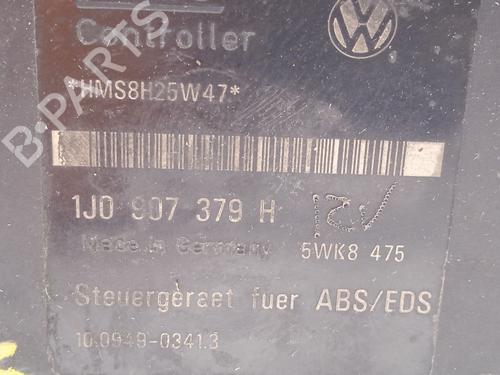 Controller
*HMS8H25W47*
1J0 907 379 H
12V
Made in Germany 5WK8 475
Steuergeraet fuer ABS/EDS
10.0949-0341.3
B-PARTS